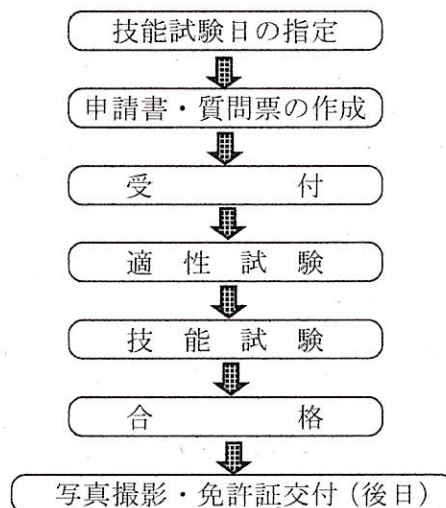 技能試験日の指定
申請書・質問票の作成
受付
適性試験
技能試験
合格
写真撮影・免許証交付（後日）